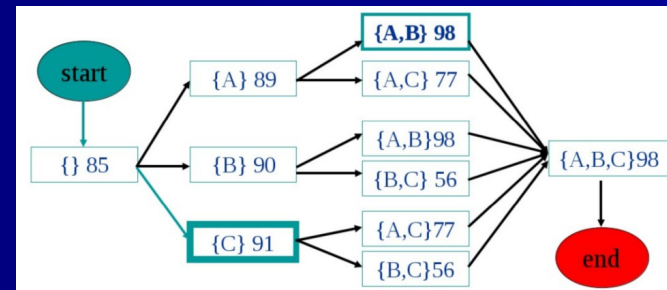 start
{} 85
{A} 89
{B} 90
{C} 91
{A,B} 98
{A,C} 77
{A,B}98
{B,C} 56
{A,C}77
{B,C}56
{A,B,C}98
end